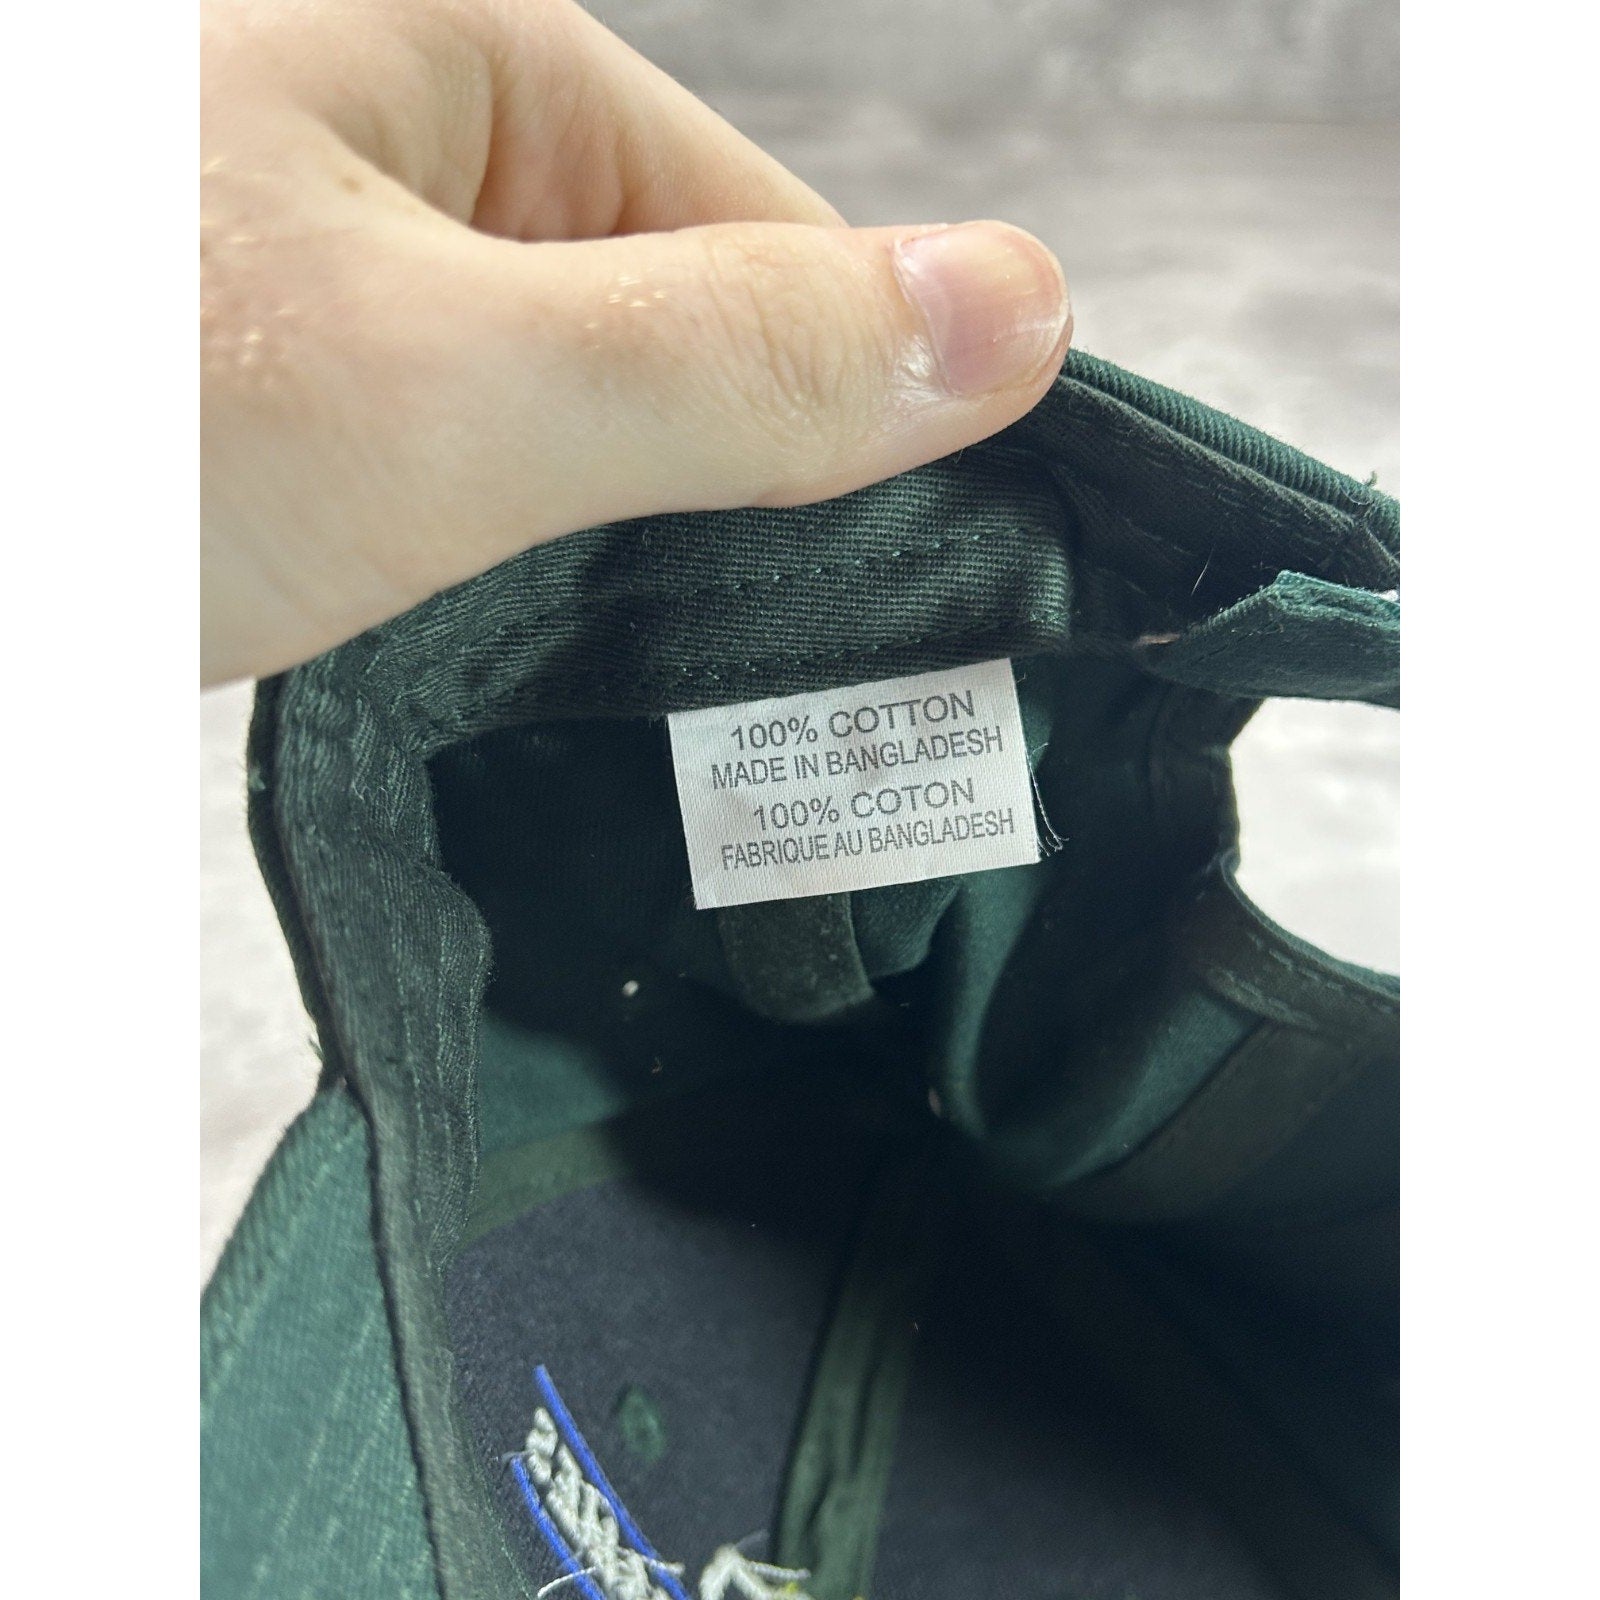 100% COTTON
MADE IN BANGLADESH
100% COTON
FABRIQUE AU BANGLADESH